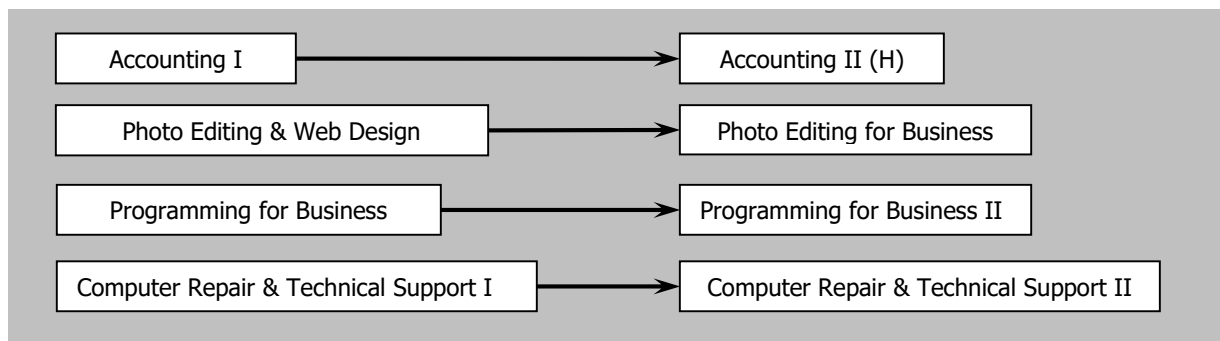 Accounting I
Accounting II (H)
Photo Editing & Web Design
Photo Editing for Business
Programming for Business
Programming for Business II
Computer Repair & Technical Support I
Computer Repair & Technical Support II